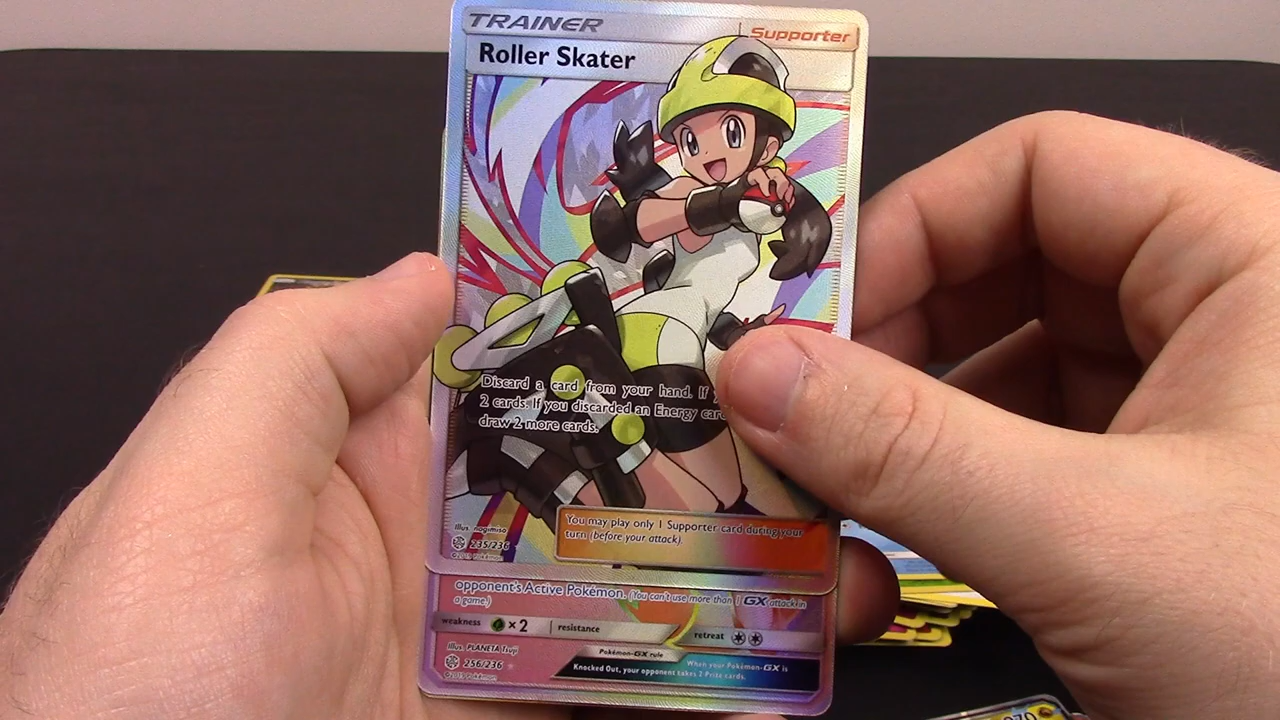 TRAINER
Supporter
Roller Skater
Discard a card from your hand. If
2 cards. If you discarded an Energy
draw 2 more cards.
You may play only 1 Supporter card during your
turn (before your attack).
Illus. nagimiso
235/236
©2019 Pokémon
opponent's Active Pokémon. (You can't use more than 1 GX attack in
a game.)
weakness ×2 resistance retreat
Illus. PLANETA Tsuji
256/236
©2019 Pokémon
Pokémon-GX rule
When your Pokémon-GX is
Knocked Out, your opponent takes 2 Prize cards.